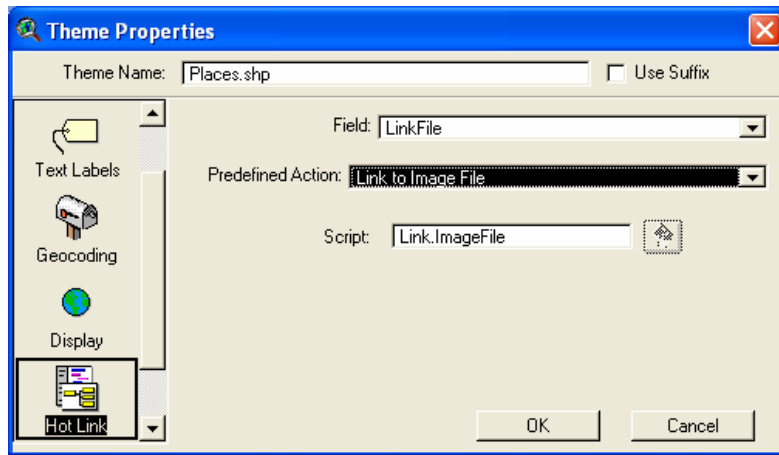 Theme Properties
Theme Name: Places.shp Use Suffix
Text Labels
Geocoding
Display
Hot Link
Field: LinkFile
Predefined Action: Link to Image File
Script: Link.ImageFile
OK Cancel